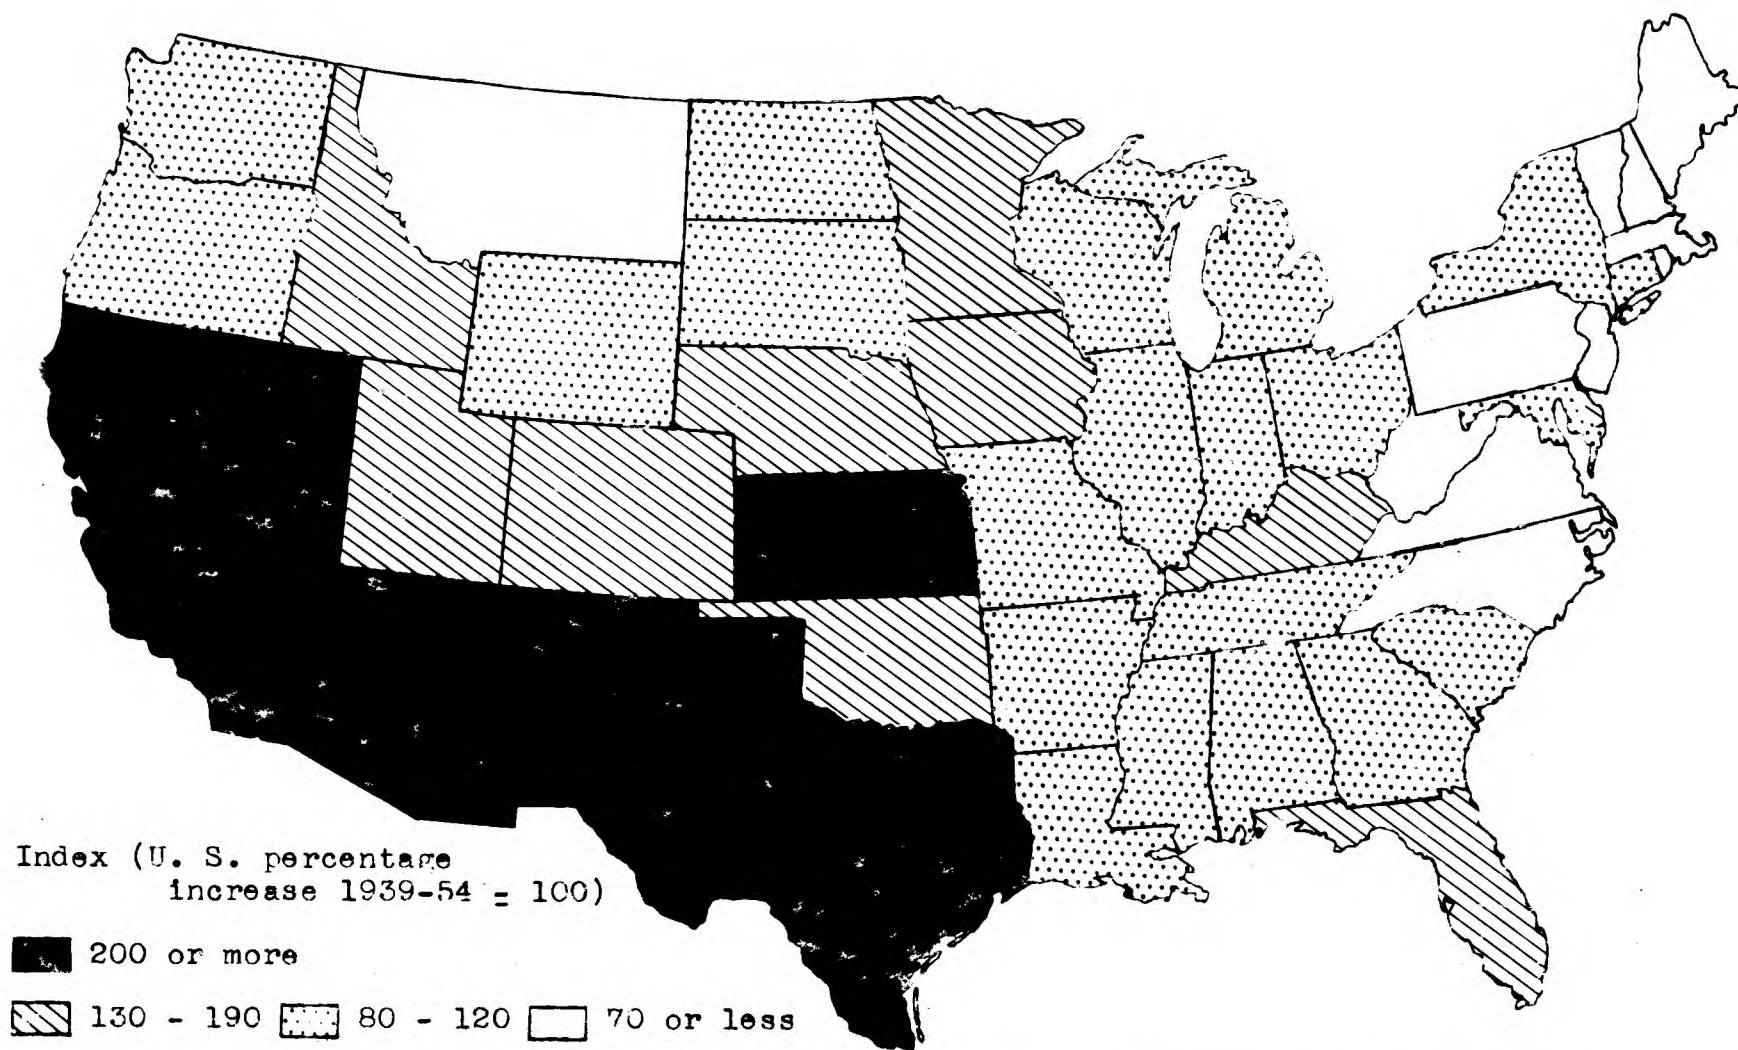 Index (U. S. percentage
increase 1939-54 = 100)
200 or more
130 - 190 80 - 120 70 or less